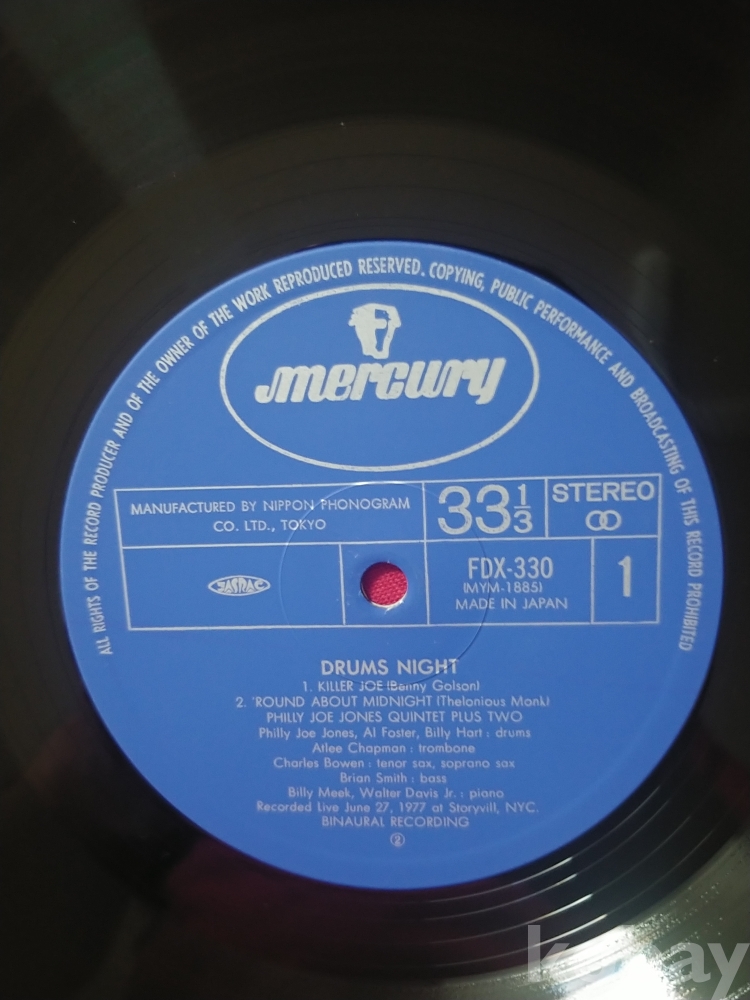 ALL RIGHTS OF THE RECORD PRODUCER AND OF THE OWNER OF THE WORK REPRODUCED RESERVED. COPYING, PUBLIC PERFORMANCE AND BROADCASTING OF THIS RECORD PROHIBITED
mercury
MANUFACTURED BY NIPPON PHONOGRAM
CO. LTD., TOKYO
33 1/3
STEREO
JASRAC
FDX-330
(MYM-1885)
MADE IN JAPAN
1
DRUMS NIGHT
1. KILLER JOE (Benny Golson)
2. 'ROUND ABOUT MIDNIGHT (Thelonious Monk)
PHILLY JOE JONES QUINTET PLUS TWO
Philly Joe Jones, Al Foster, Billy Hart : drums
Atlee Chapman : trombone
Charles Bowen : tenor sax, soprano sax
Brian Smith : bass
Billy Meek, Walter Davis Jr. : piano
Recorded Live June 27, 1977 at Storyvill, NYC.
BINAURAL RECORDING
②